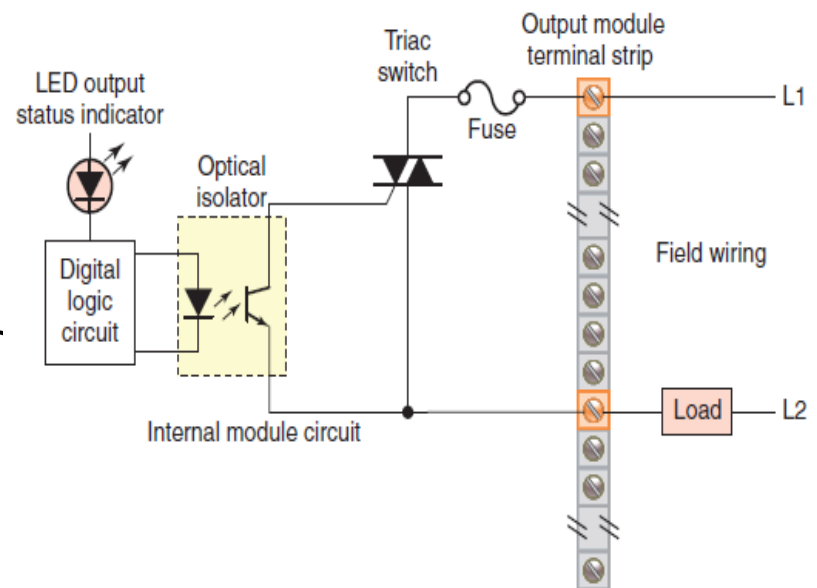 Output module
terminal strip
Triac
switch
L1
Fuse
LED output
status indicator
Optical
isolator
Field wiring
Digital
logic
circuit
Load
L2
Internal module circuit